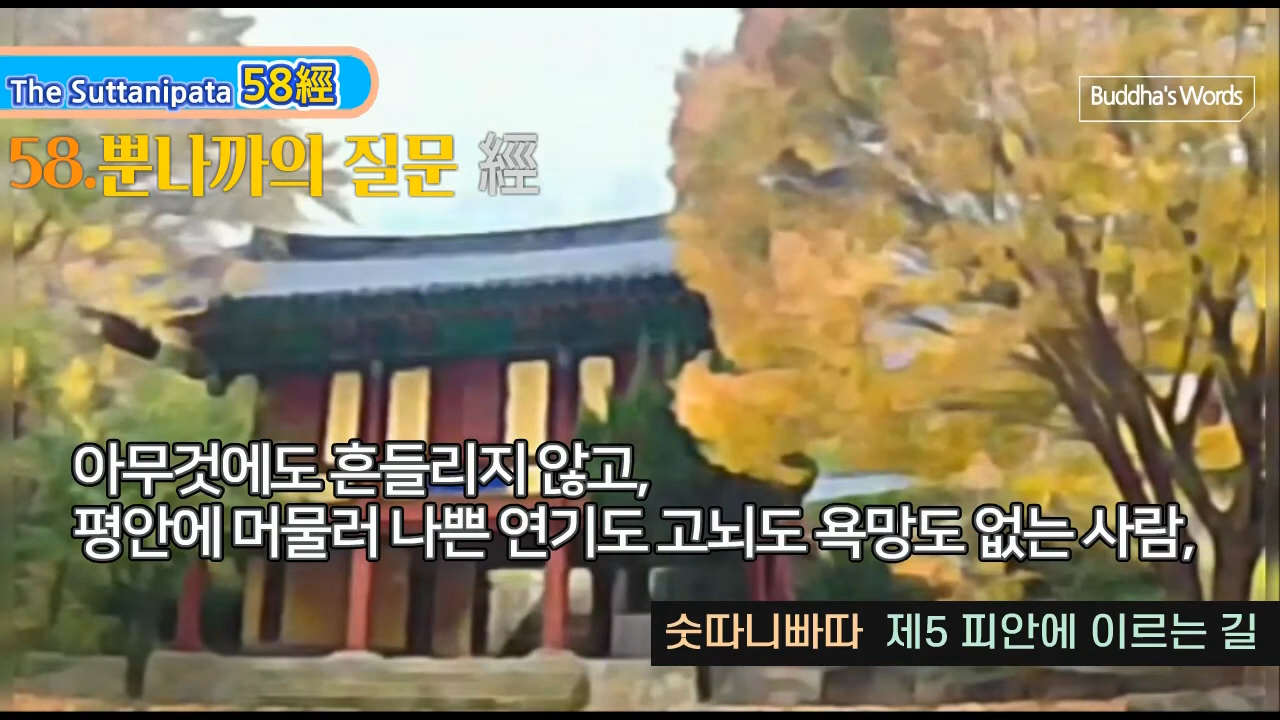 The Suttanipata 58經
Buddha's Words
58.뿐나까의 질문 經
아무것에도 흔들리지 않고,
평안에 머물러 나쁜 연기도 고뇌도 욕망도 없는 사람,
숫따니빠따 제5 피안에 이르는 길